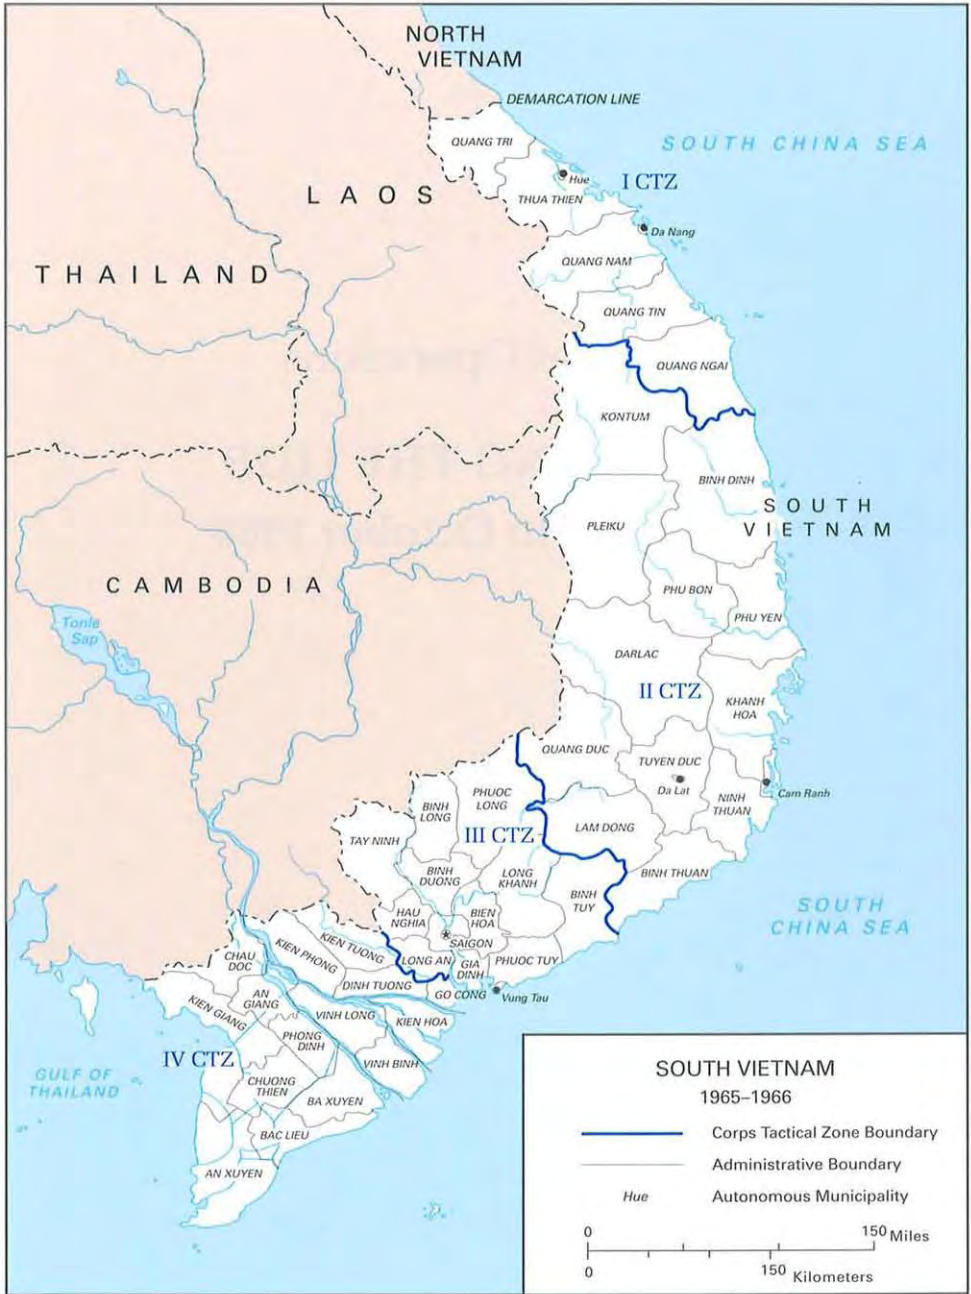 NORTH
VIETNAM
DEMARCATION LINE
QUANG TRI
SOUTH CHINA SEA
Hue
I CTZ
LAOS
THUA THIEN
Da Nang
QUANG NAM
THAILAND
QUANG TIN
QUANG NGAI
KONTUM
BINH DINH
SOUTH
VIETNAM
PLEIKU
CAMBODIA
PHU BON
PHU YEN
Tonle
Sap
DARLAC
II CTZ
KHANH
HOA
QUANG DUC
TUYEN DUC
Da Lat
Cam Ranh
NINH
THUAN
PHUOC
LONG
BINH
LONG
III CTZ
LAM DONG
TAY NINH
BINH
DUONG
LONG
KHANH
BINH THUAN
BINH
TUY
HAU
NGHIA
BIEN
HOA
SOUTH
CHINA SEA
SAIGON
KIEN TUONG
KIEN PHONG
LONG AN
GIA
DINH
PHUOC TUY
CHAU
DOC
DINH TUONG
GO CONG
Vung Tau
AN
GIANG
KIEN GIANG
VINH LONG
KIEN HOA
PHONG
DINH
IV CTZ
VINH BINH
GULF OF
THAILAND
CHUONG
THIEN
BA XUYEN
BAC LIEU
AN XUYEN
SOUTH VIETNAM
1965–1966
Corps Tactical Zone Boundary
Administrative Boundary
Hue Autonomous Municipality
0 150 Miles
0 150 Kilometers